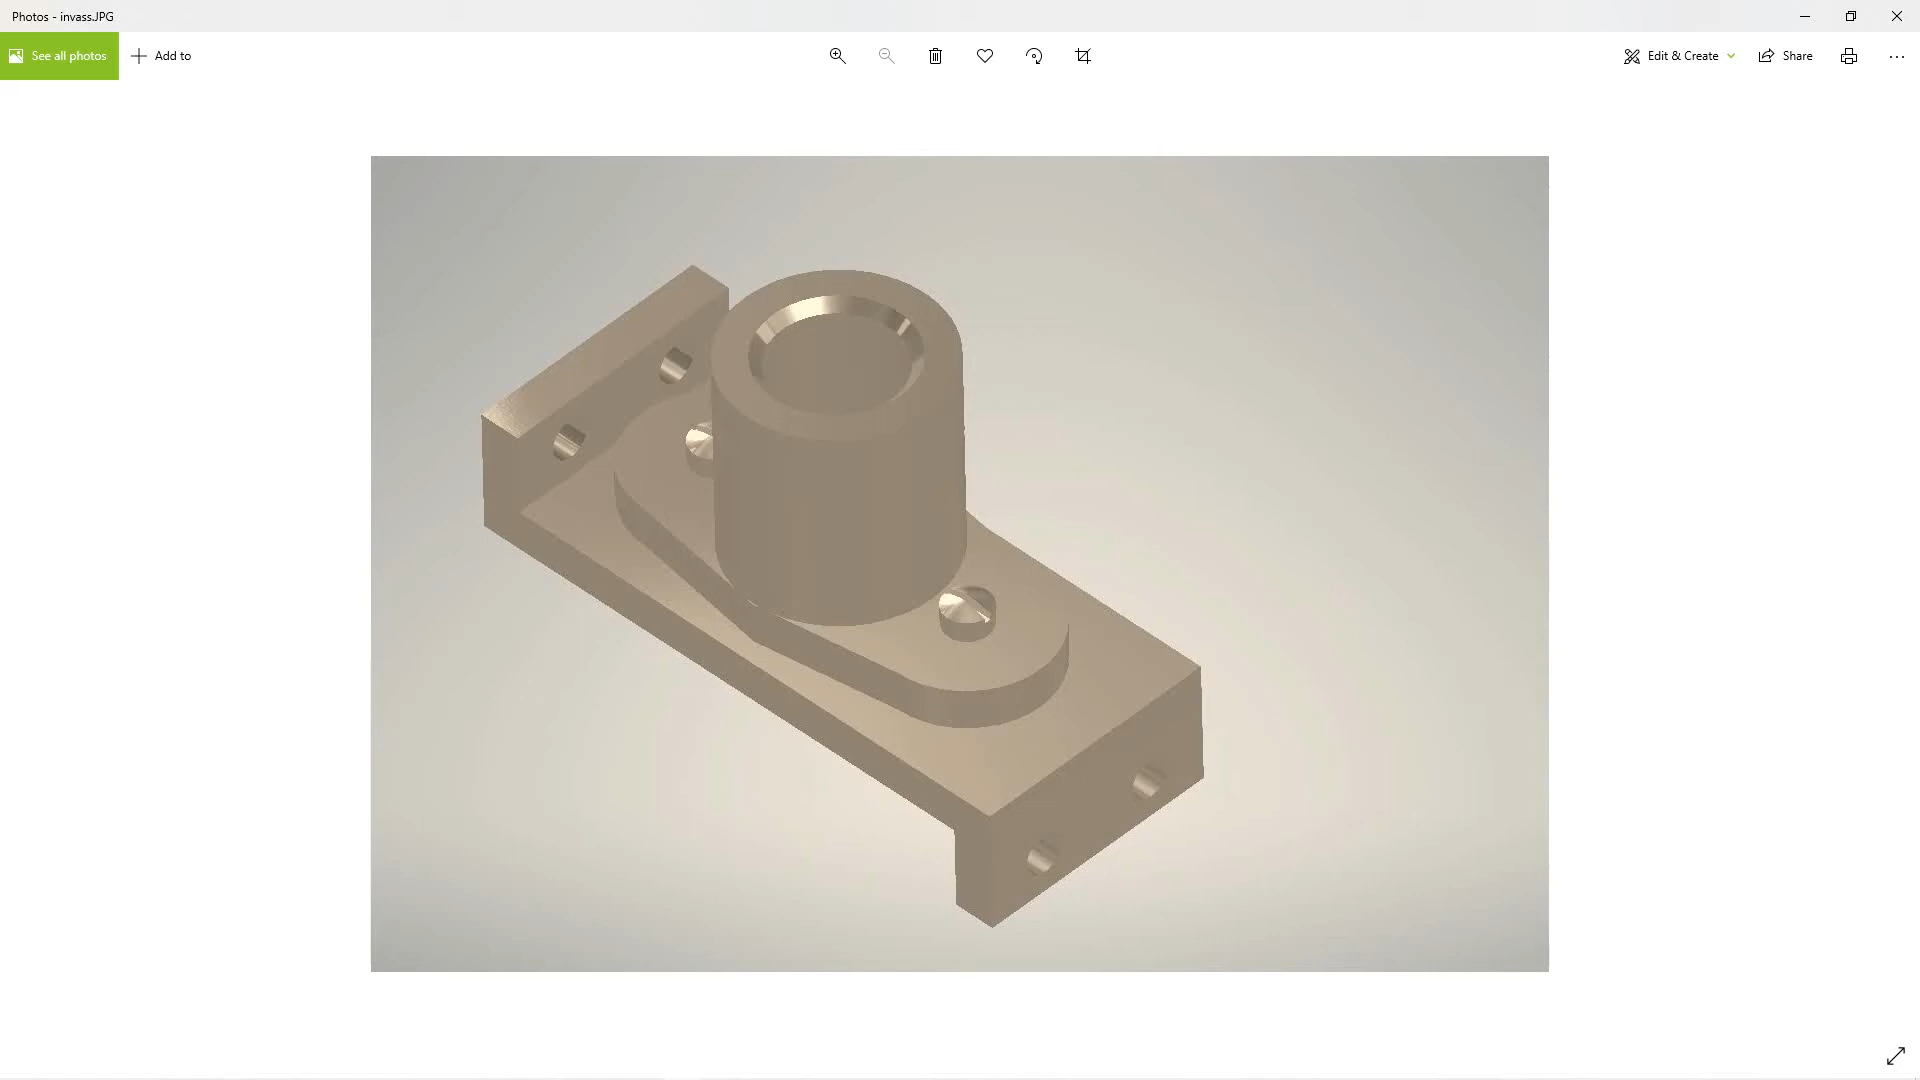 Photos - invass.JPG
See all photos
Add to
Edit & Create
Share